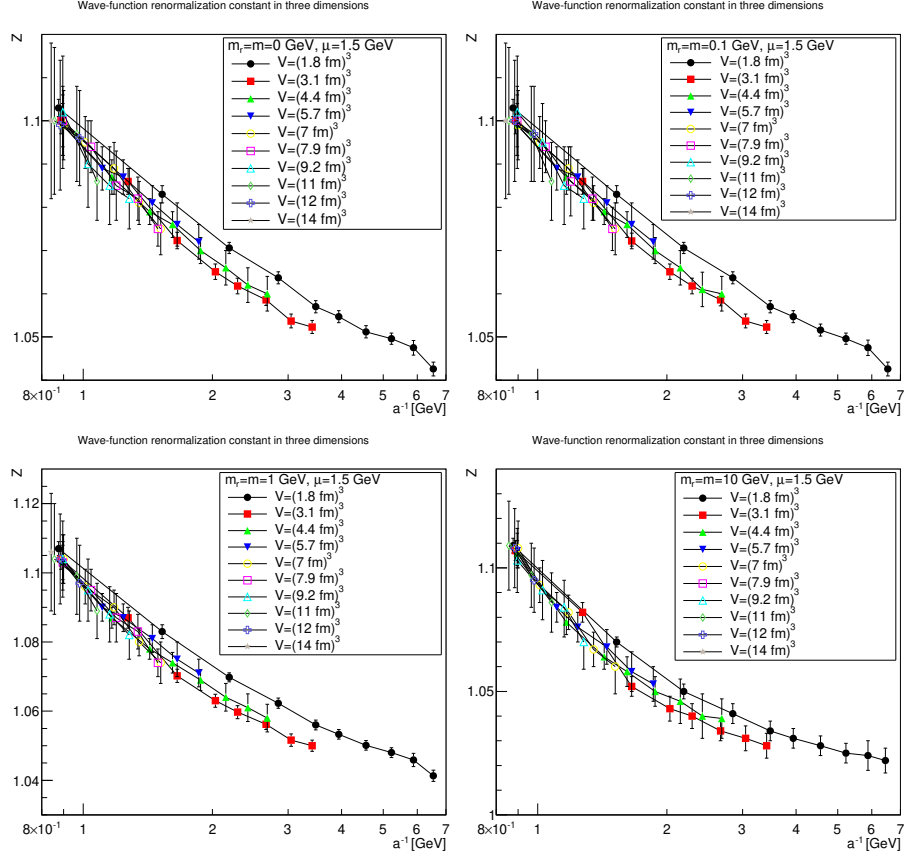 Wave-function renormalization constant in three dimensions
Z
m_r=m=0 GeV, μ=1.5 GeV
V=(1.8 fm)^3
V=(3.1 fm)^3
V=(4.4 fm)^3
V=(5.7 fm)^3
V=(7 fm)^3
V=(7.9 fm)^3
V=(9.2 fm)^3
V=(11 fm)^3
V=(12 fm)^3
V=(14 fm)^3
1.1
1.05
8×10^-1 1 2 3 4 5 6 7
a^-1 [GeV]
Wave-function renormalization constant in three dimensions
Z
m_r=m=0.1 GeV, μ=1.5 GeV
V=(1.8 fm)^3
V=(3.1 fm)^3
V=(4.4 fm)^3
V=(5.7 fm)^3
V=(7 fm)^3
V=(7.9 fm)^3
V=(9.2 fm)^3
V=(11 fm)^3
V=(12 fm)^3
V=(14 fm)^3
1.1
1.05
8×10^-1 1 2 3 4 5 6 7
a^-1 [GeV]
Wave-function renormalization constant in three dimensions
Z
m_r=m=1 GeV, μ=1.5 GeV
V=(1.8 fm)^3
V=(3.1 fm)^3
V=(4.4 fm)^3
V=(5.7 fm)^3
V=(7 fm)^3
V=(7.9 fm)^3
V=(9.2 fm)^3
V=(11 fm)^3
V=(12 fm)^3
V=(14 fm)^3
1.12
1.1
1.08
1.06
1.04
8×10^-1 1 2 3 4 5 6 7
a^-1 [GeV]
Wave-function renormalization constant in three dimensions
Z
m_r=m=10 GeV, μ=1.5 GeV
V=(1.8 fm)^3
V=(3.1 fm)^3
V=(4.4 fm)^3
V=(5.7 fm)^3
V=(7 fm)^3
V=(7.9 fm)^3
V=(9.2 fm)^3
V=(11 fm)^3
V=(12 fm)^3
V=(14 fm)^3
1.1
1.05
1
8×10^-1 1 2 3 4 5 6 7
a^-1 [GeV]